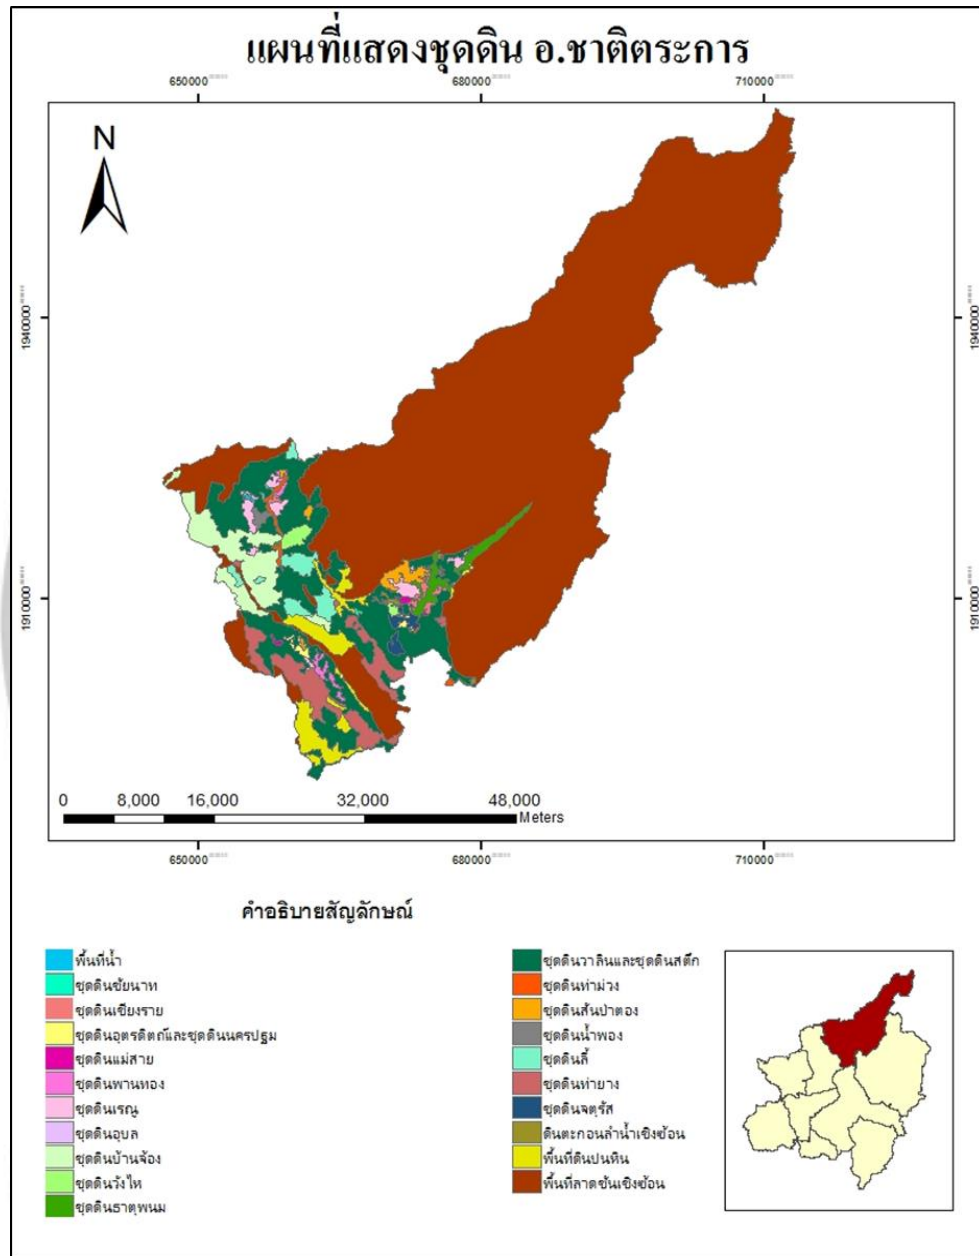 แผนที่แสดงชุดดิน อ.ชาติตระการ
650000 680000 710000
N
1940000 1940000
1910000 1910000
0 8,000 16,000 32,000 48,000
Meters
650000 680000 710000
คำอธิบายสัญลักษณ์
พื้นที่น้ำ
ชุดดินชัยนาท
ชุดดินเชียงราย
ชุดดินอุตรดิตถ์และชุดดินนครปฐม
ชุดดินแม่สาย
ชุดดินพานทอง
ชุดดินเรณู
ชุดดินอุบล
ชุดดินบ้านจ้อง
ชุดดินวังไห
ชุดดินธาตุพนม
ชุดดินวาลินและชุดดินสตึก
ชุดดินท่าม่วง
ชุดดินสันป่าตอง
ชุดดินน้ำพอง
ชุดดินลี้
ชุดดินท่ายาง
ชุดดินจตุรัส
ดินตะกอนลำน้ำเชิงซ้อน
พื้นที่ดินปนหิน
พื้นที่ลาดชันเชิงซ้อน